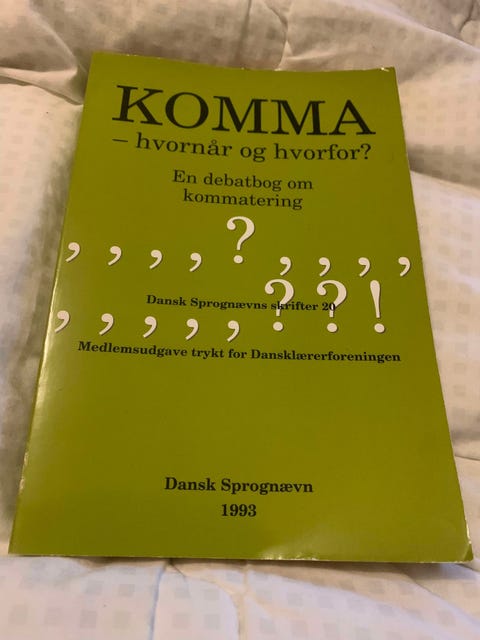 KOMMA
– hvornår og hvorfor?
En debatbog om
kommatering
, , , , ? , , , ,
Dansk Sprognævns skrifter 20
, , , , , ? ? !
Medlemsudgave trykt for Dansklærerforeningen
Dansk Sprognævn
1993